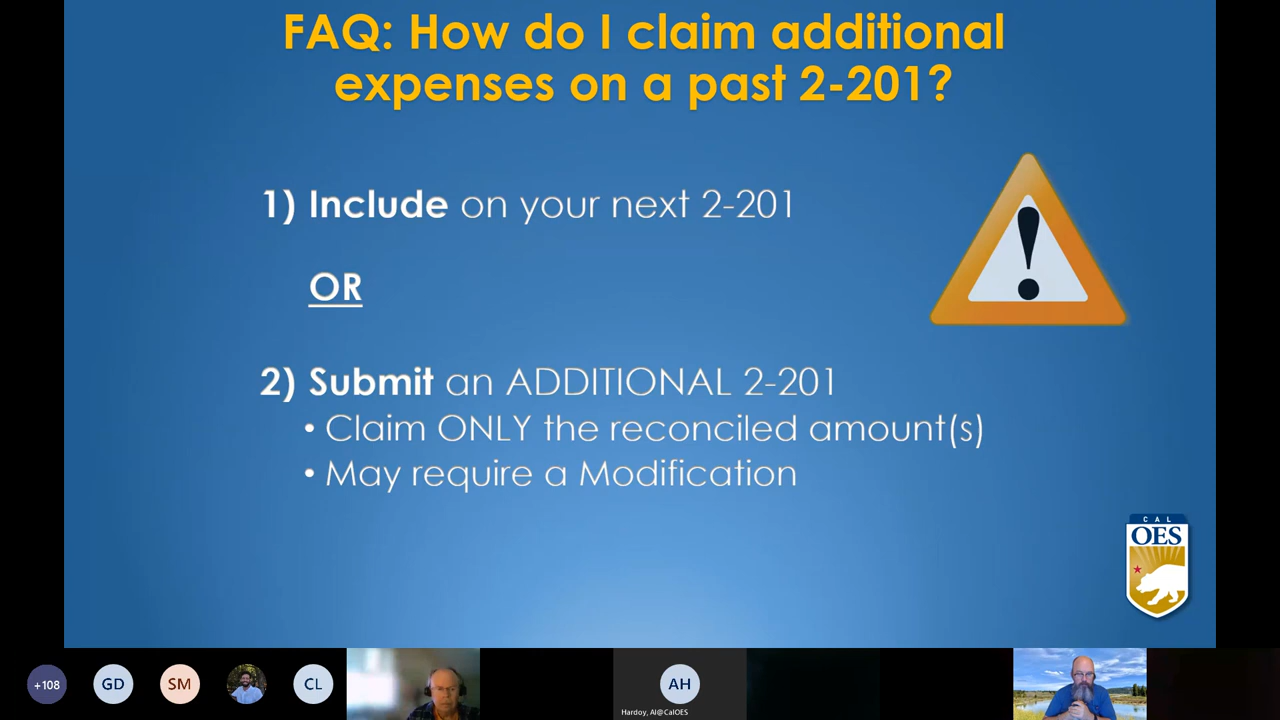 FAQ: How do I claim additional
expenses on a past 2-201?
1) Include on your next 2-201
OR
2) Submit an ADDITIONAL 2-201
• Claim ONLY the reconciled amount(s)
• May require a Modification
CAL
OES
+108
GD
SM
CL
AH
Hardoy, Al@CalOES